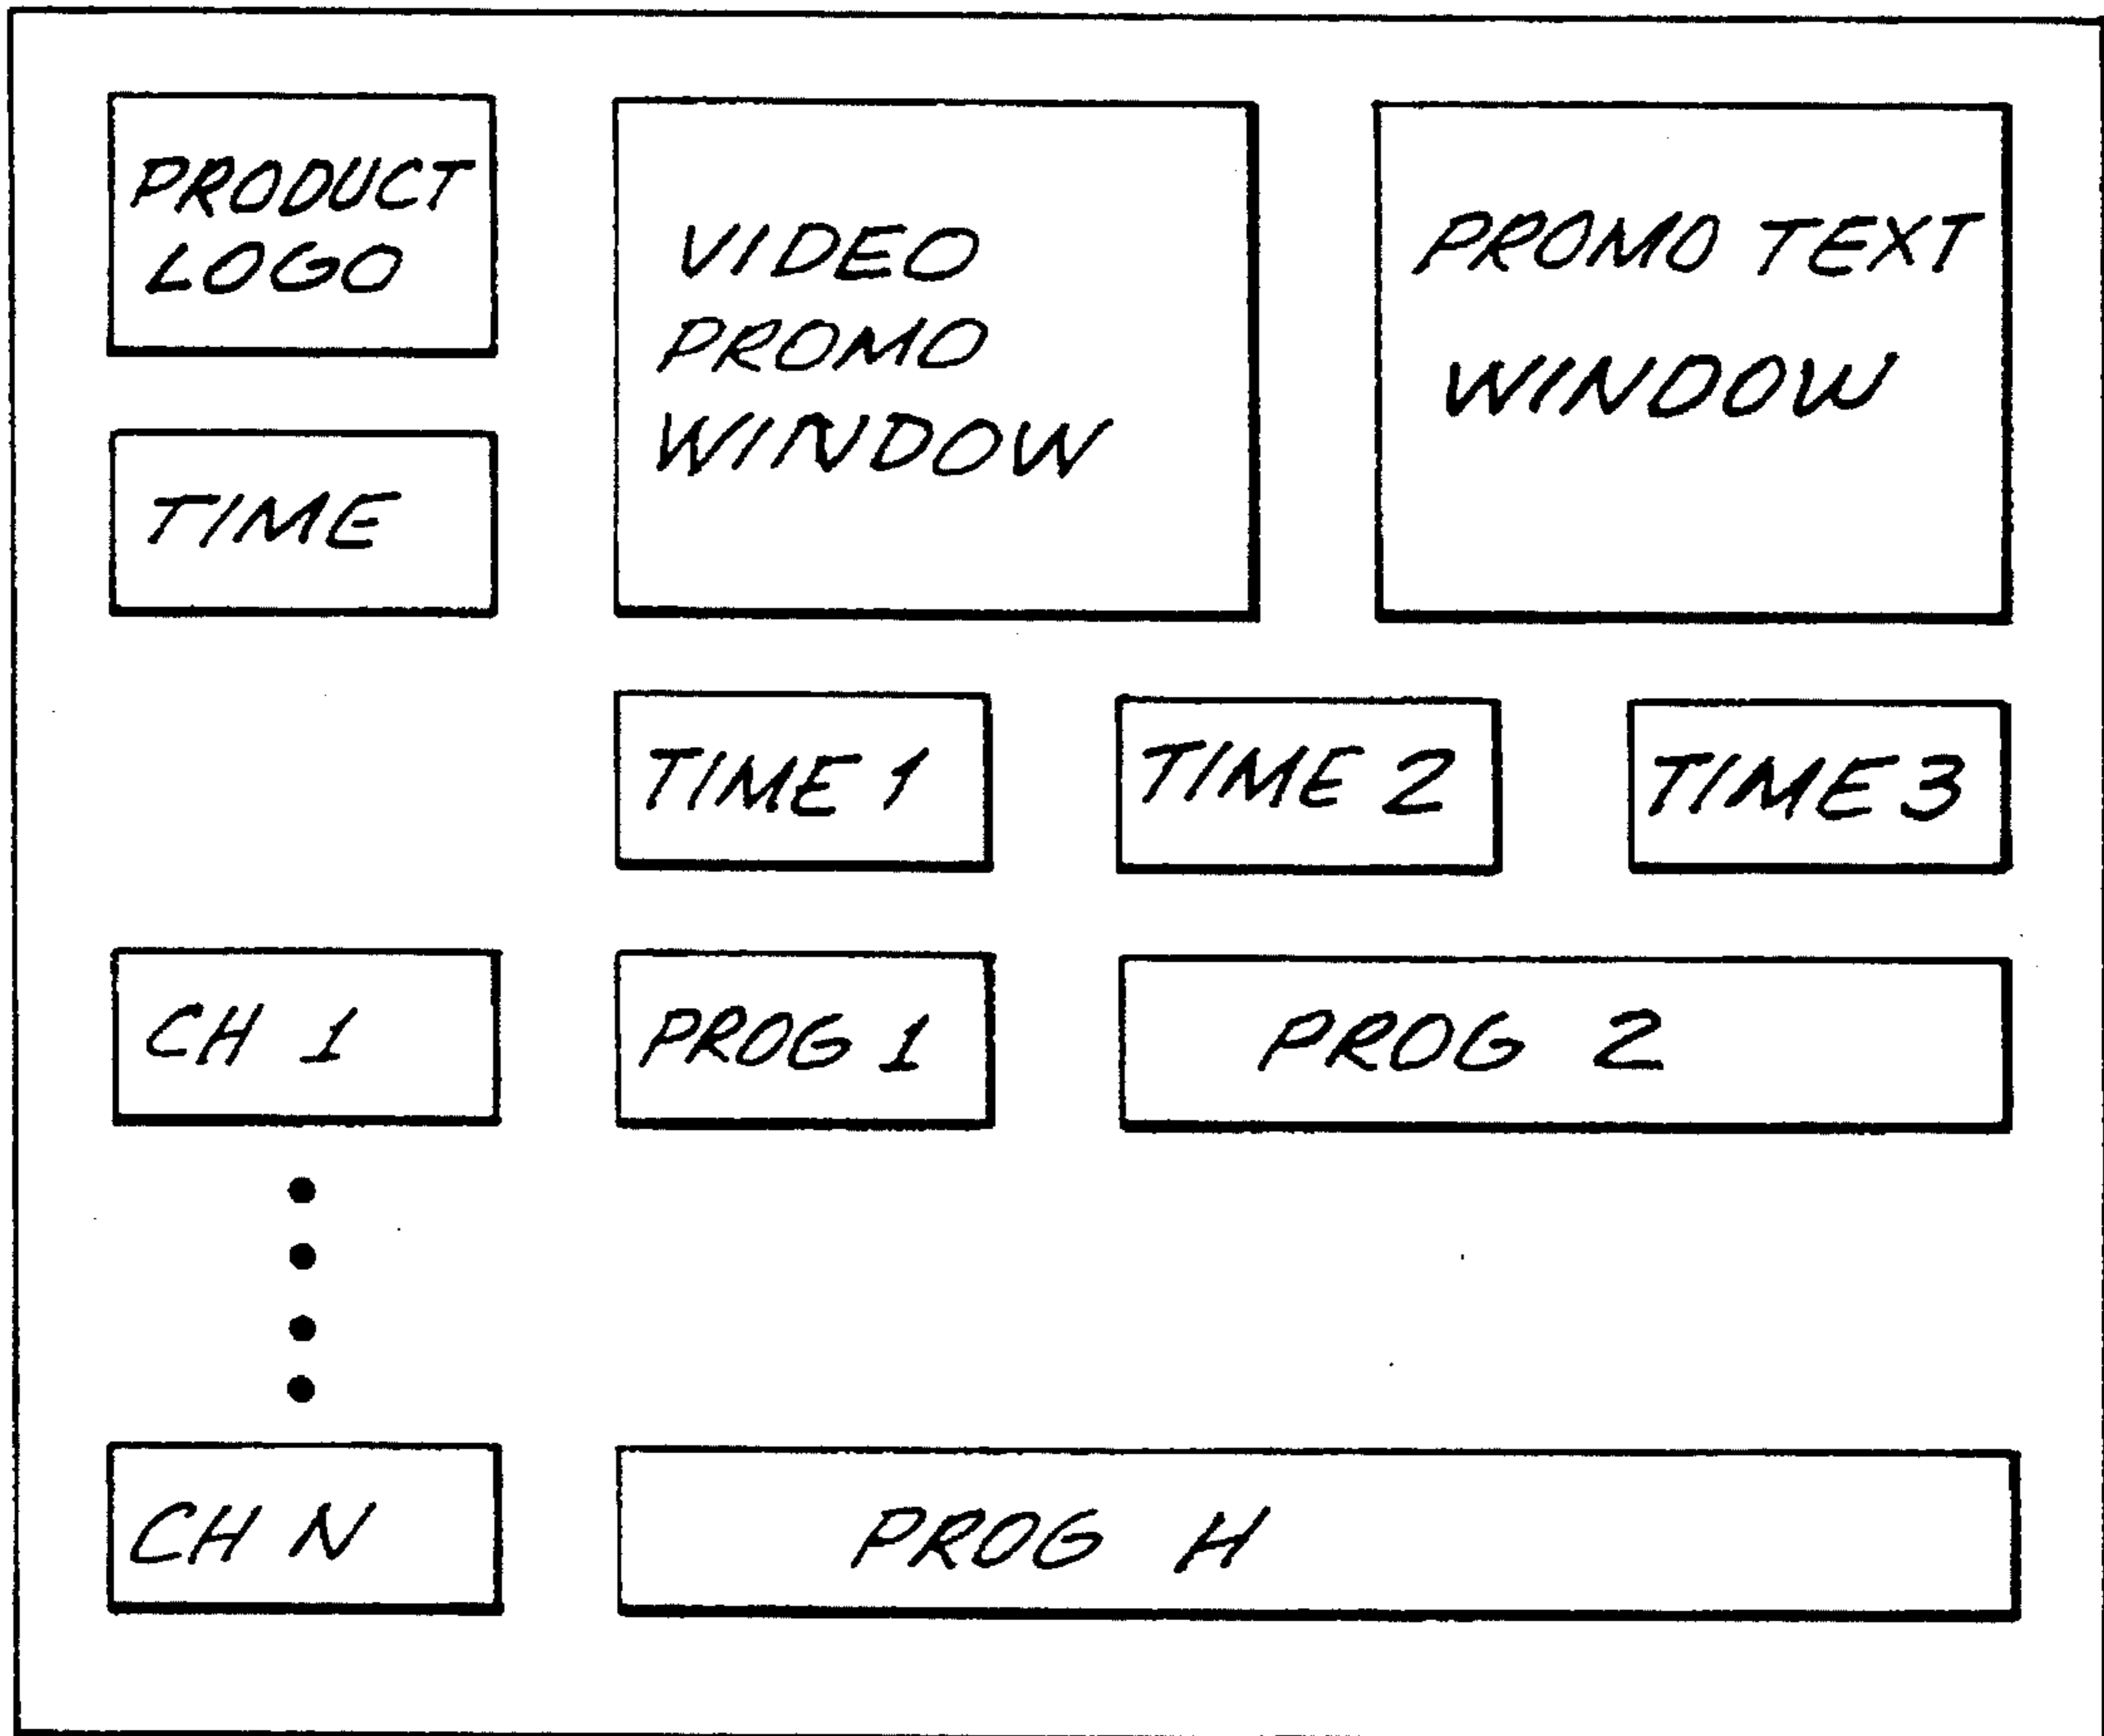 PRODUCT
LOGO
VIDEO
PROMO
WINDOW
PROMO TEXT
WINDOW
TIME
TIME 1
TIME 2
TIME 3
CH 1
PROG 1
PROG 2
CH N
PROG H